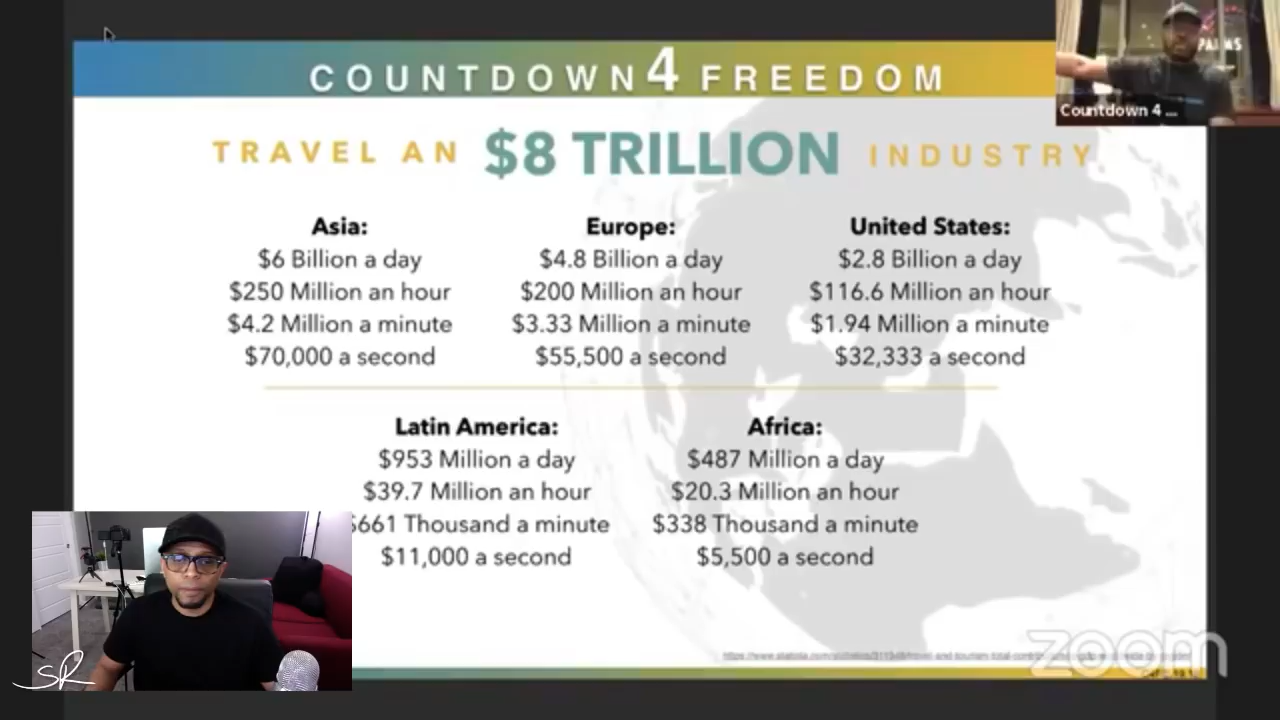 COUNTDOWN 4 FREEDOM
PALMS
Countdown 4 ...
TRAVEL AN $8 TRILLION INDUSTRY
Asia:
$6 Billion a day
$250 Million an hour
$4.2 Million a minute
$70,000 a second
Europe:
$4.8 Billion a day
$200 Million an hour
$3.33 Million a minute
$55,500 a second
United States:
$2.8 Billion a day
$116.6 Million an hour
$1.94 Million a minute
$32,333 a second
Latin America:
$953 Million a day
$39.7 Million an hour
$661 Thousand a minute
$11,000 a second
Africa:
$487 Million a day
$20.3 Million an hour
$338 Thousand a minute
$5,500 a second
SR
zoom